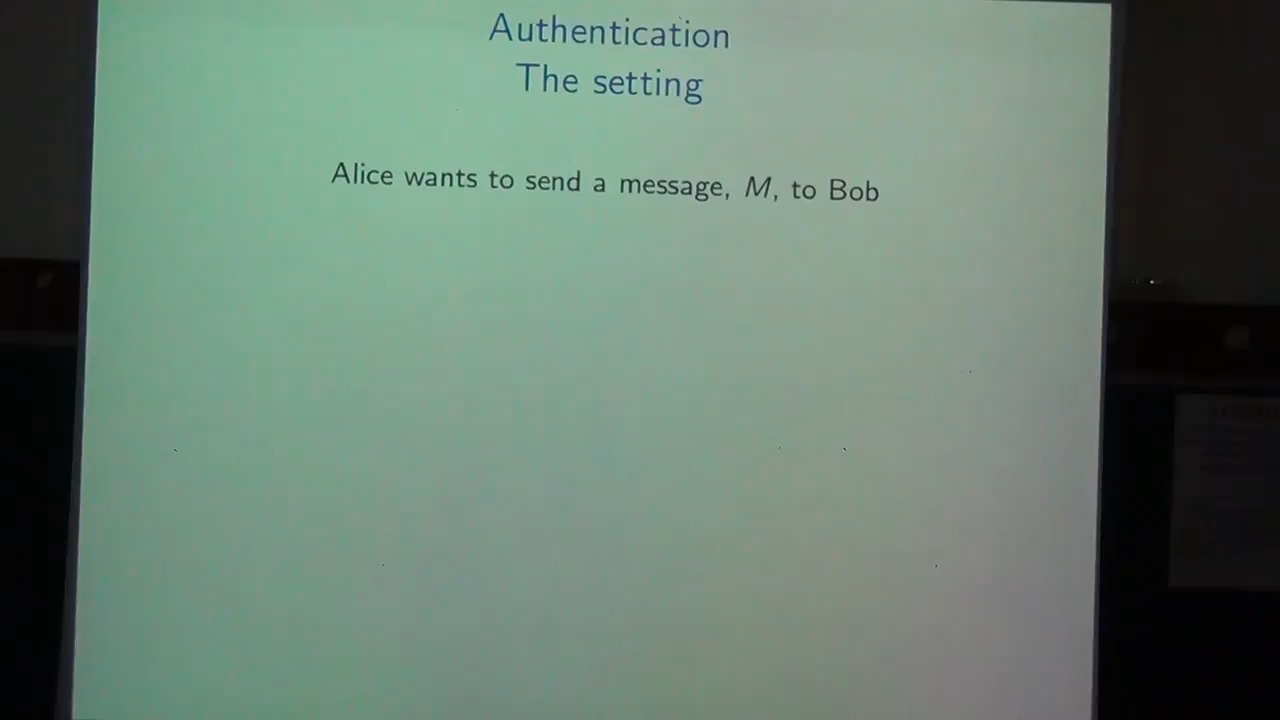 Authentication
The setting
Alice wants to send a message, M, to Bob